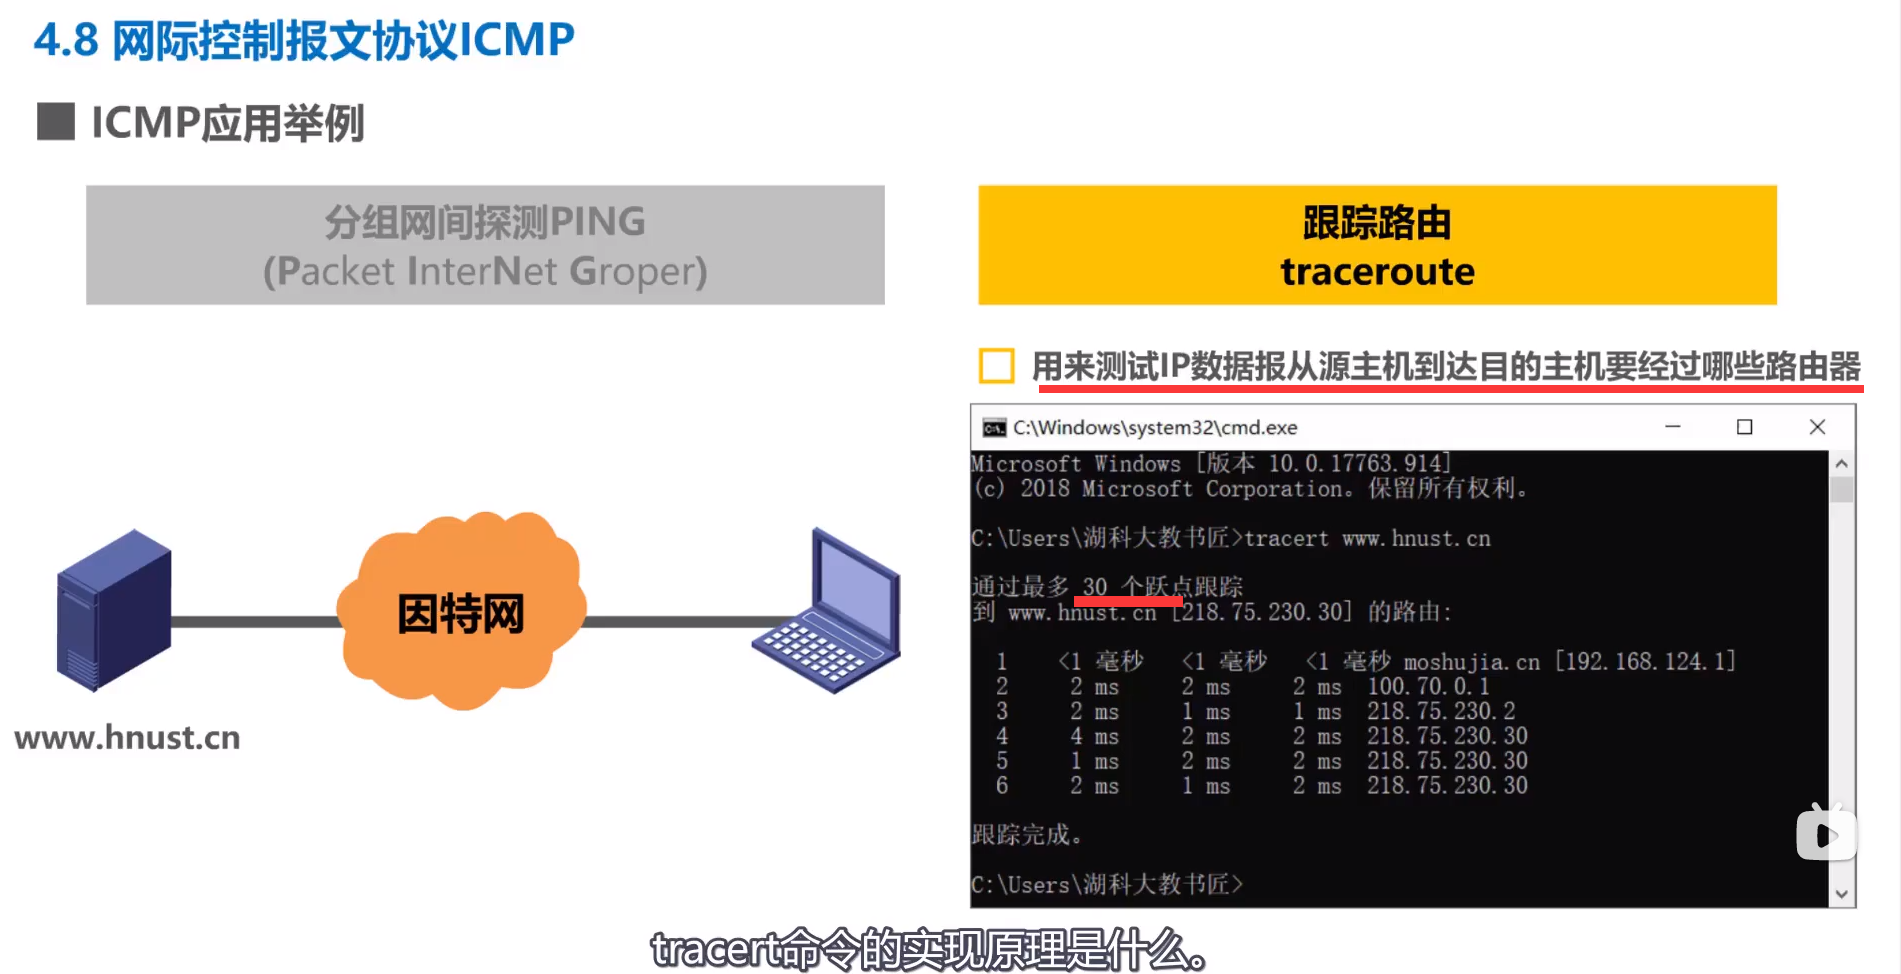 4.8 网际控制报文协议ICMP
ICMP应用举例
分组网间探测PING
(Packet InterNet Groper)
跟踪路由
traceroute
用来测试IP数据报从源主机到达目的主机要经过哪些路由器
因特网
www.hnust.cn
C:\Windows\system32\cmd.exe
Microsoft Windows [版本 10.0.17763.914]
(c) 2018 Microsoft Corporation。保留所有权利。
C:\Users\湖科大教书匠>tracert www.hnust.cn
通过最多 30 个跃点跟踪
到 www.hnust.cn [218.75.230.30] 的路由:
1 <1 毫秒 <1 毫秒 <1 毫秒 moshujia.cn [192.168.124.1]
2 2 ms 2 ms 2 ms 100.70.0.1
3 2 ms 1 ms 1 ms 218.75.230.2
4 4 ms 2 ms 2 ms 218.75.230.30
5 1 ms 2 ms 2 ms 218.75.230.30
6 2 ms 1 ms 2 ms 218.75.230.30
跟踪完成。
C:\Users\湖科大教书匠>
tracert命令的实现原理是什么。